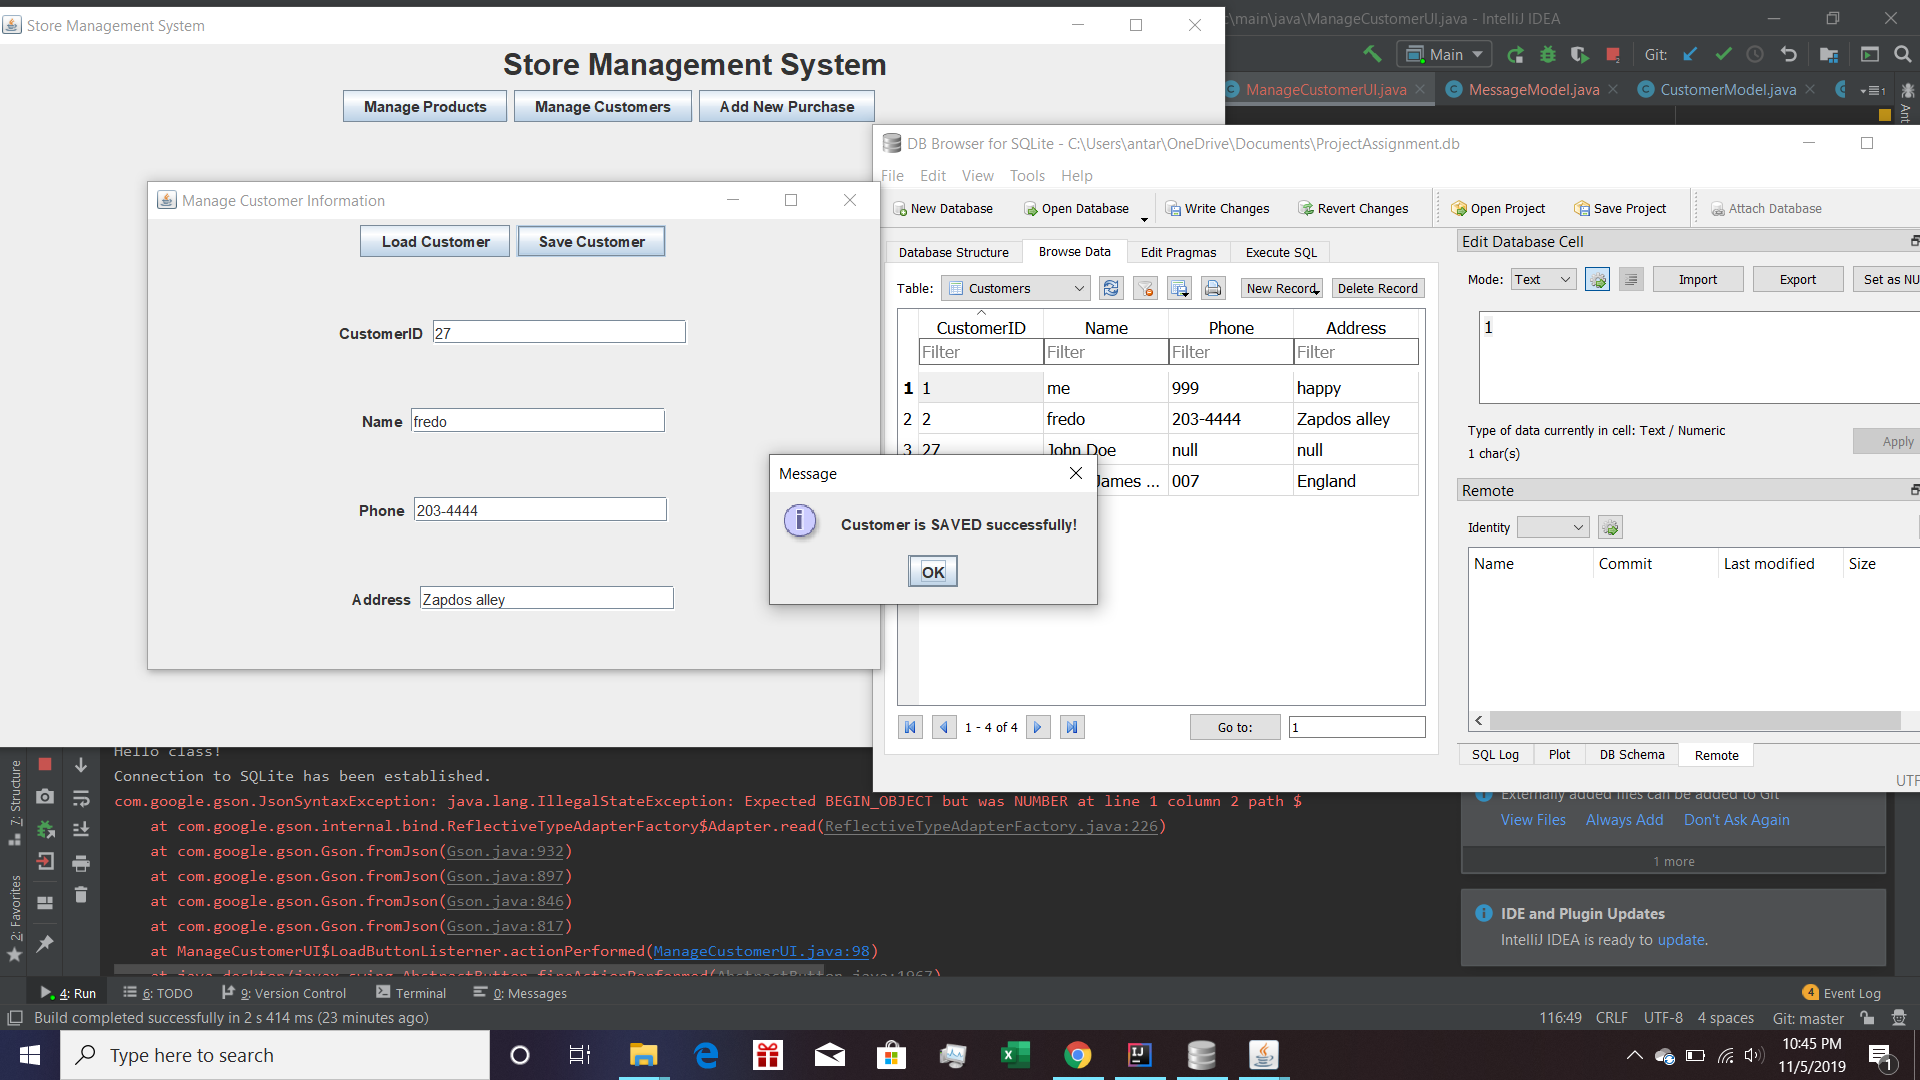 Store Management System
\main\java\ManageCustomerUI.java - IntelliJ IDEA
Store Management System
Manage Products
Manage Customers
Add New Purchase
Main
Git:
ManageCustomerUI.java
MessageModel.java
CustomerModel.java
1
Ant
DB Browser for SQLite - C:\Users\antar\OneDrive\Documents\ProjectAssignment.db
File Edit View Tools Help
New Database
Open Database
Write Changes
Revert Changes
Open Project
Save Project
Attach Database
Manage Customer Information
Load Customer
Save Customer
CustomerID 27
Name fredo
Phone 203-4444
Address Zapdos alley
Database Structure
Browse Data
Edit Pragmas
Execute SQL
Table: Customers
New Record
Delete Record
CustomerID Name Phone Address
Filter Filter Filter Filter
1 1 me 999 happy
2 2 fredo 203-4444 Zapdos alley
3 27 John Doe null null
James ... 007 England
1 - 4 of 4
Go to: 1
Message
Customer is SAVED successfully!
OK
Edit Database Cell
Mode: Text
Import
Export
Set as NU
1
Type of data currently in cell: Text / Numeric
1 char(s)
Apply
Remote
Identity
Name Commit Last modified Size
SQL Log
Plot
DB Schema
Remote
UTF
Hello class!
Connection to SQLite has been established.
com.google.gson.JsonSyntaxException: java.lang.IllegalStateException: Expected BEGIN_OBJECT but was NUMBER at line 1 column 2 path $
at com.google.gson.internal.bind.ReflectiveTypeAdapterFactory$Adapter.read(ReflectiveTypeAdapterFactory.java:226)
at com.google.gson.Gson.fromJson(Gson.java:932)
at com.google.gson.Gson.fromJson(Gson.java:897)
at com.google.gson.Gson.fromJson(Gson.java:846)
at com.google.gson.Gson.fromJson(Gson.java:817)
at ManageCustomerUI$LoadButtonListerner.actionPerformed(ManageCustomerUI.java:98)
at java.desktop/javax.swing.AbstractButton.fireActionPerformed(AbstractButton.java:1967)
7: Structure
2: Favorites
Externally added files can be added to Git
View Files Always Add Don't Ask Again
1 more
IDE and Plugin Updates
IntelliJ IDEA is ready to update.
4: Run
6: TODO
9: Version Control
Terminal
0: Messages
4 Event Log
Build completed successfully in 2 s 414 ms (23 minutes ago)
116:49 CRLF UTF-8 4 spaces Git: master
Type here to search
10:45 PM
11/5/2019
1